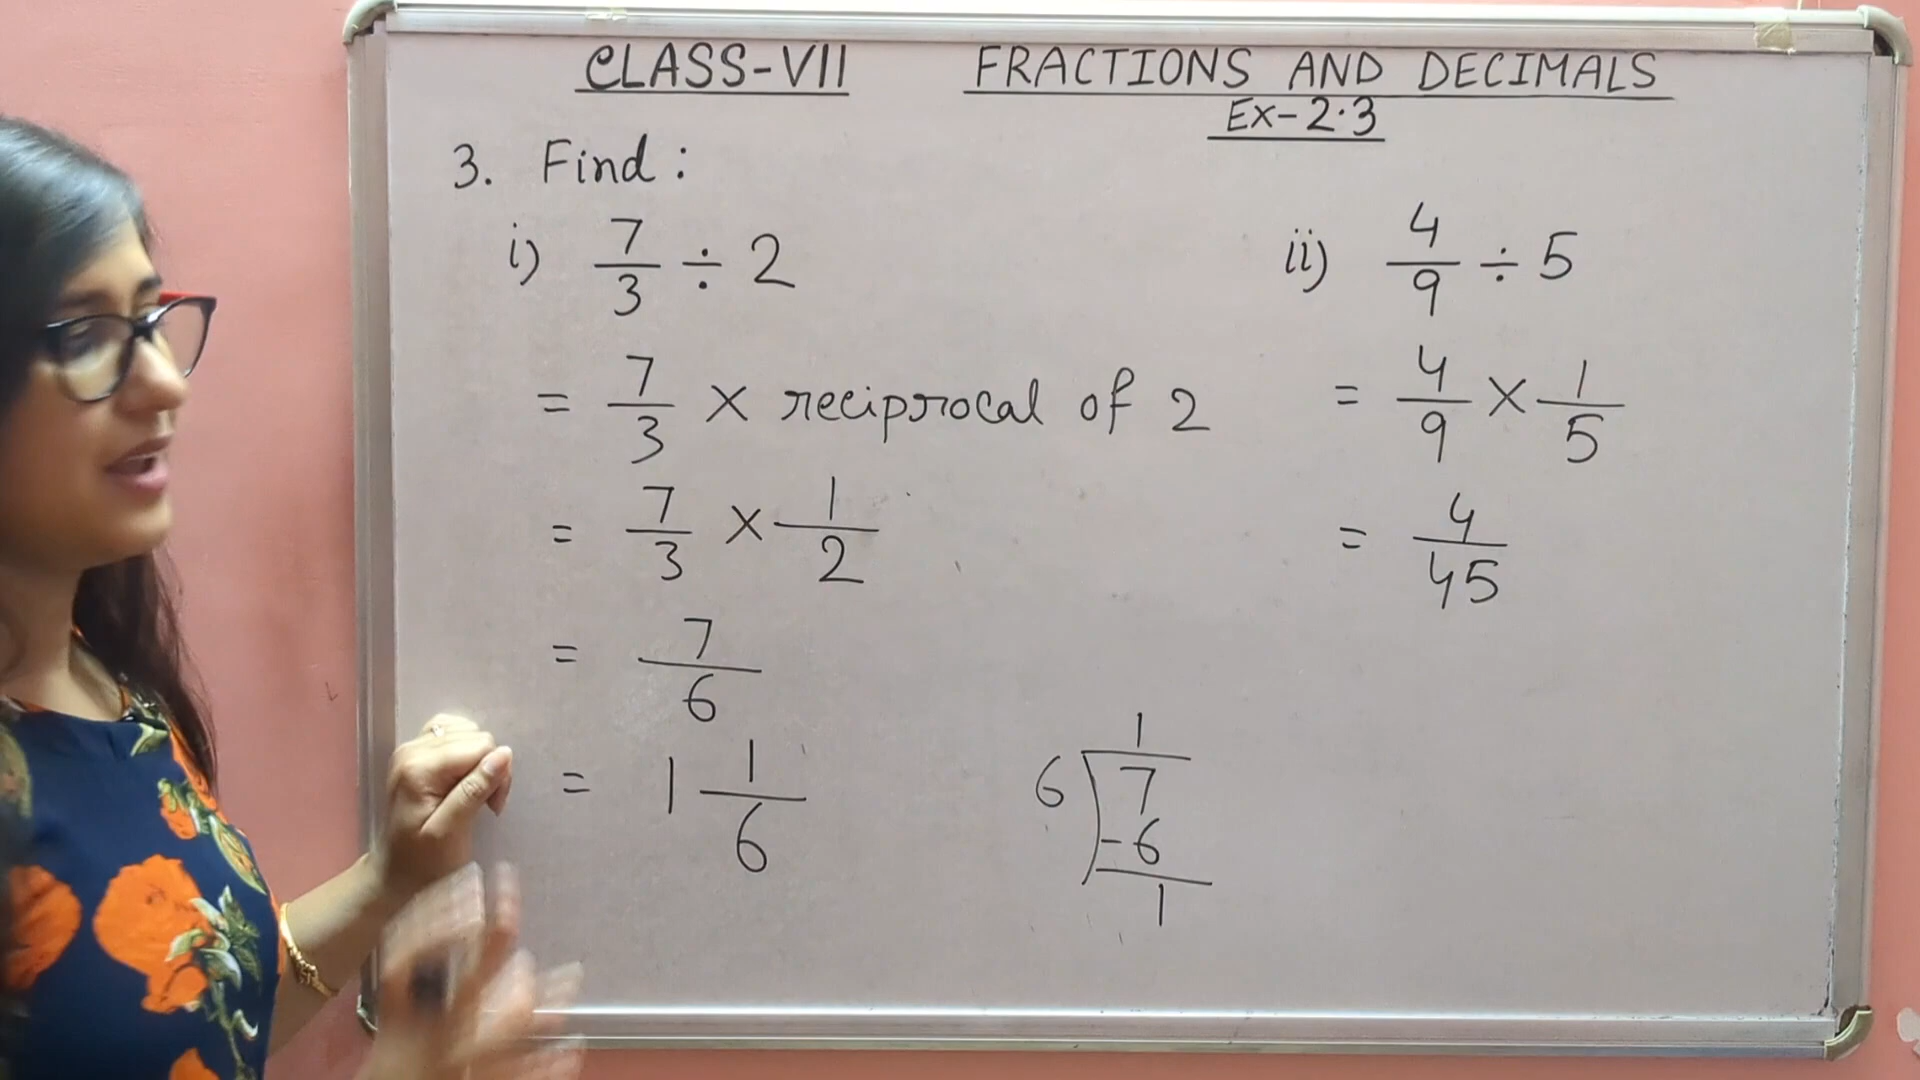 CLASS-VII FRACTIONS AND DECIMALS
EX-2.3
3. Find:
i) 7/3 ÷ 2
= 7/3 × reciprocal of 2
= 7/3 × 1/2
= 7/6
= 1 1/6
1
6 7
-6
1
ii) 4/9 ÷ 5
= 4/9 × 1/5
= 4/45